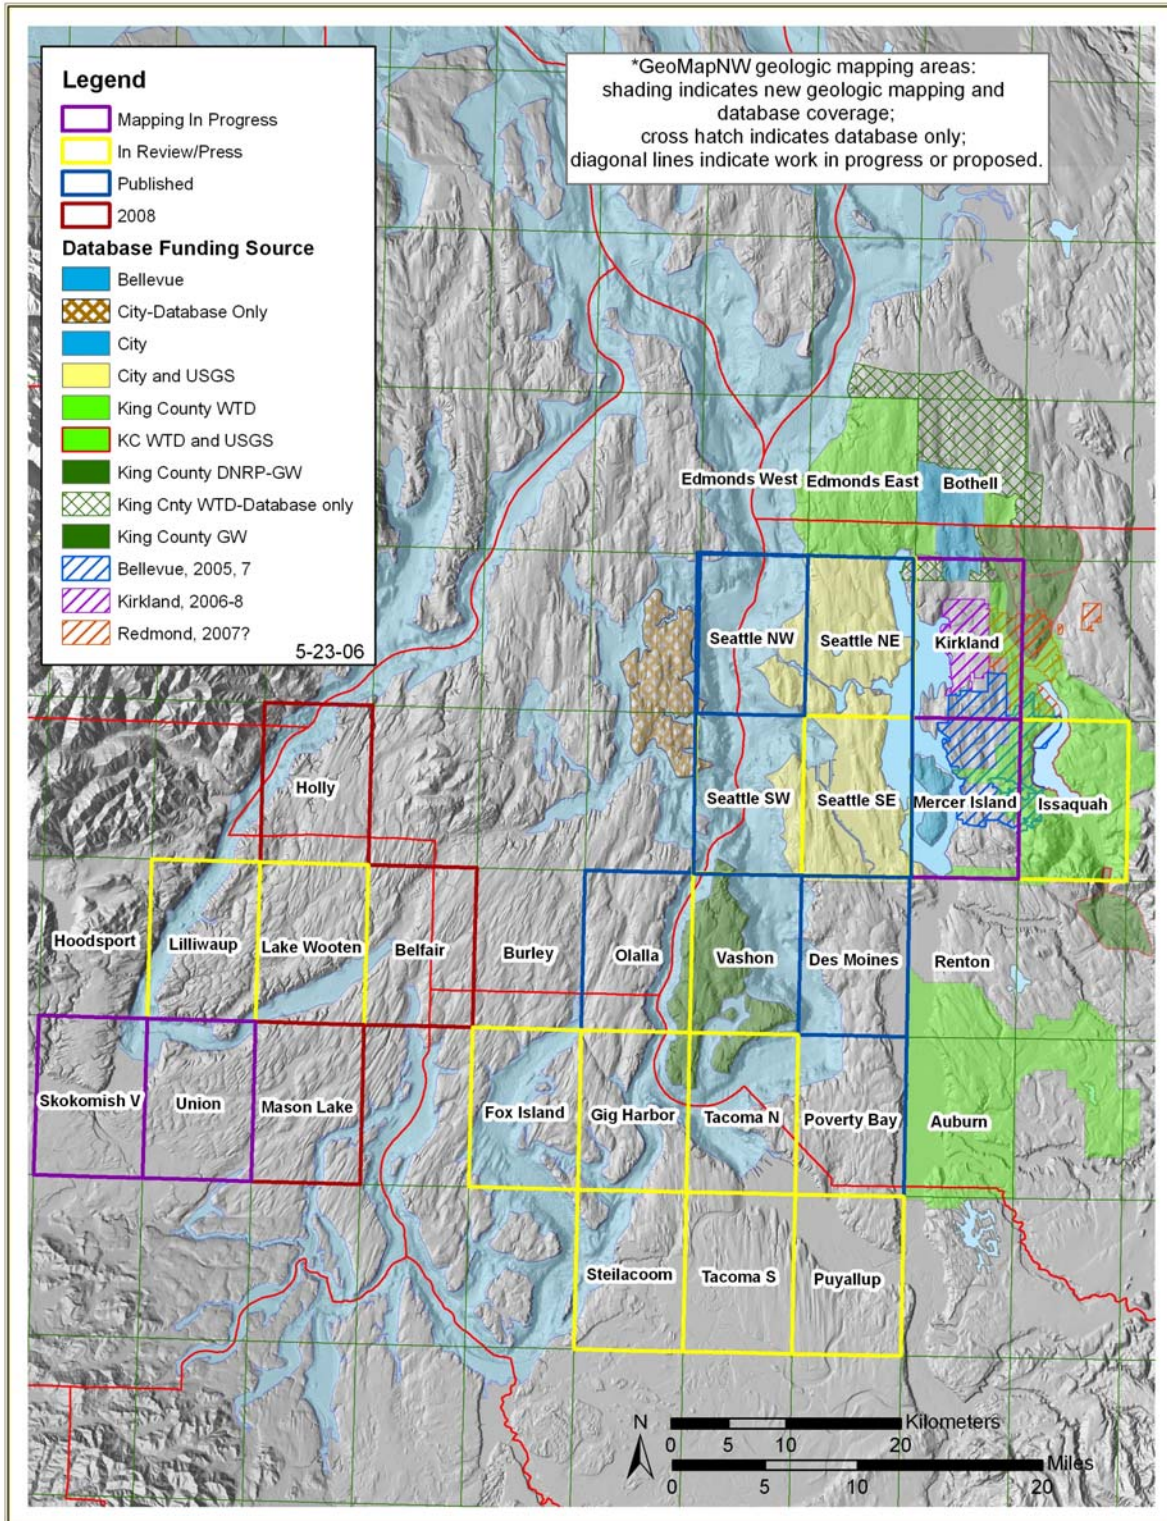 Legend
Mapping In Progress
In Review/Press
Published
2008
Database Funding Source
Bellevue
City-Database Only
City
City and USGS
King County WTD
KC WTD and USGS
King County DNRP-GW
King Cnty WTD-Database only
King County GW
Bellevue, 2005, 7
Kirkland, 2006-8
Redmond, 2007?
5-23-06
*GeoMapNW geologic mapping areas:
shading indicates new geologic mapping and
database coverage;
cross hatch indicates database only;
diagonal lines indicate work in progress or proposed.
Edmonds West
Edmonds East
Bothell
Seattle NW
Seattle NE
Kirkland
Holly
Seattle SW
Seattle SE
Mercer Island
Issaquah
Hoodsport
Lilliwaup
Lake Wooten
Belfair
Burley
Olalla
Vashon
Des Moines
Renton
Skokomish V
Union
Mason Lake
Fox Island
Gig Harbor
Tacoma N
Poverty Bay
Auburn
Steilacoom
Tacoma S
Puyallup
N
Kilometers
0 5 10 20
Miles
0 5 10 20